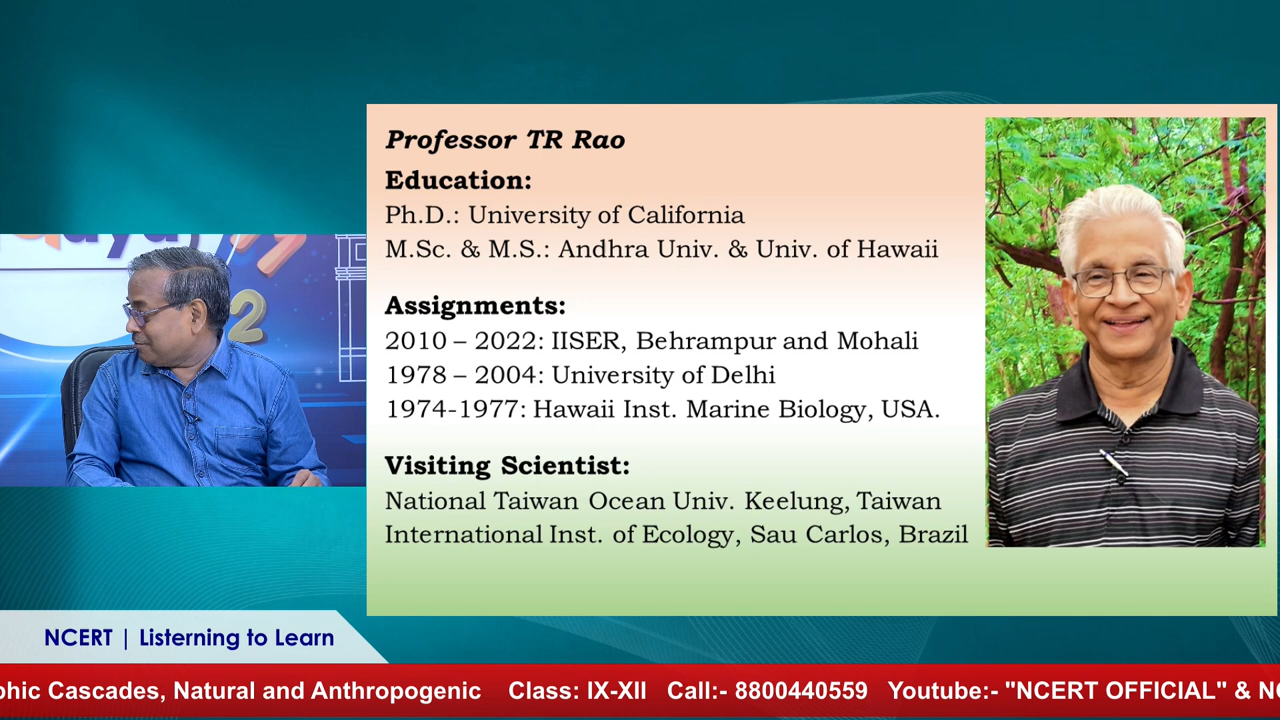 Professor TR Rao
Education:
Ph.D.: University of California
M.Sc. & M.S.: Andhra Univ. & Univ. of Hawaii
Assignments:
2010 – 2022: IISER, Behrampur and Mohali
1978 – 2004: University of Delhi
1974-1977: Hawaii Inst. Marine Biology, USA.
Visiting Scientist:
National Taiwan Ocean Univ. Keelung, Taiwan
International Inst. of Ecology, Sau Carlos, Brazil
2
NCERT | Listerning to Learn
Cascades, Natural and Anthropogenic Class: IX-XII Call:- 8800440559 Youtube:- "NCERT OFFICIAL" &